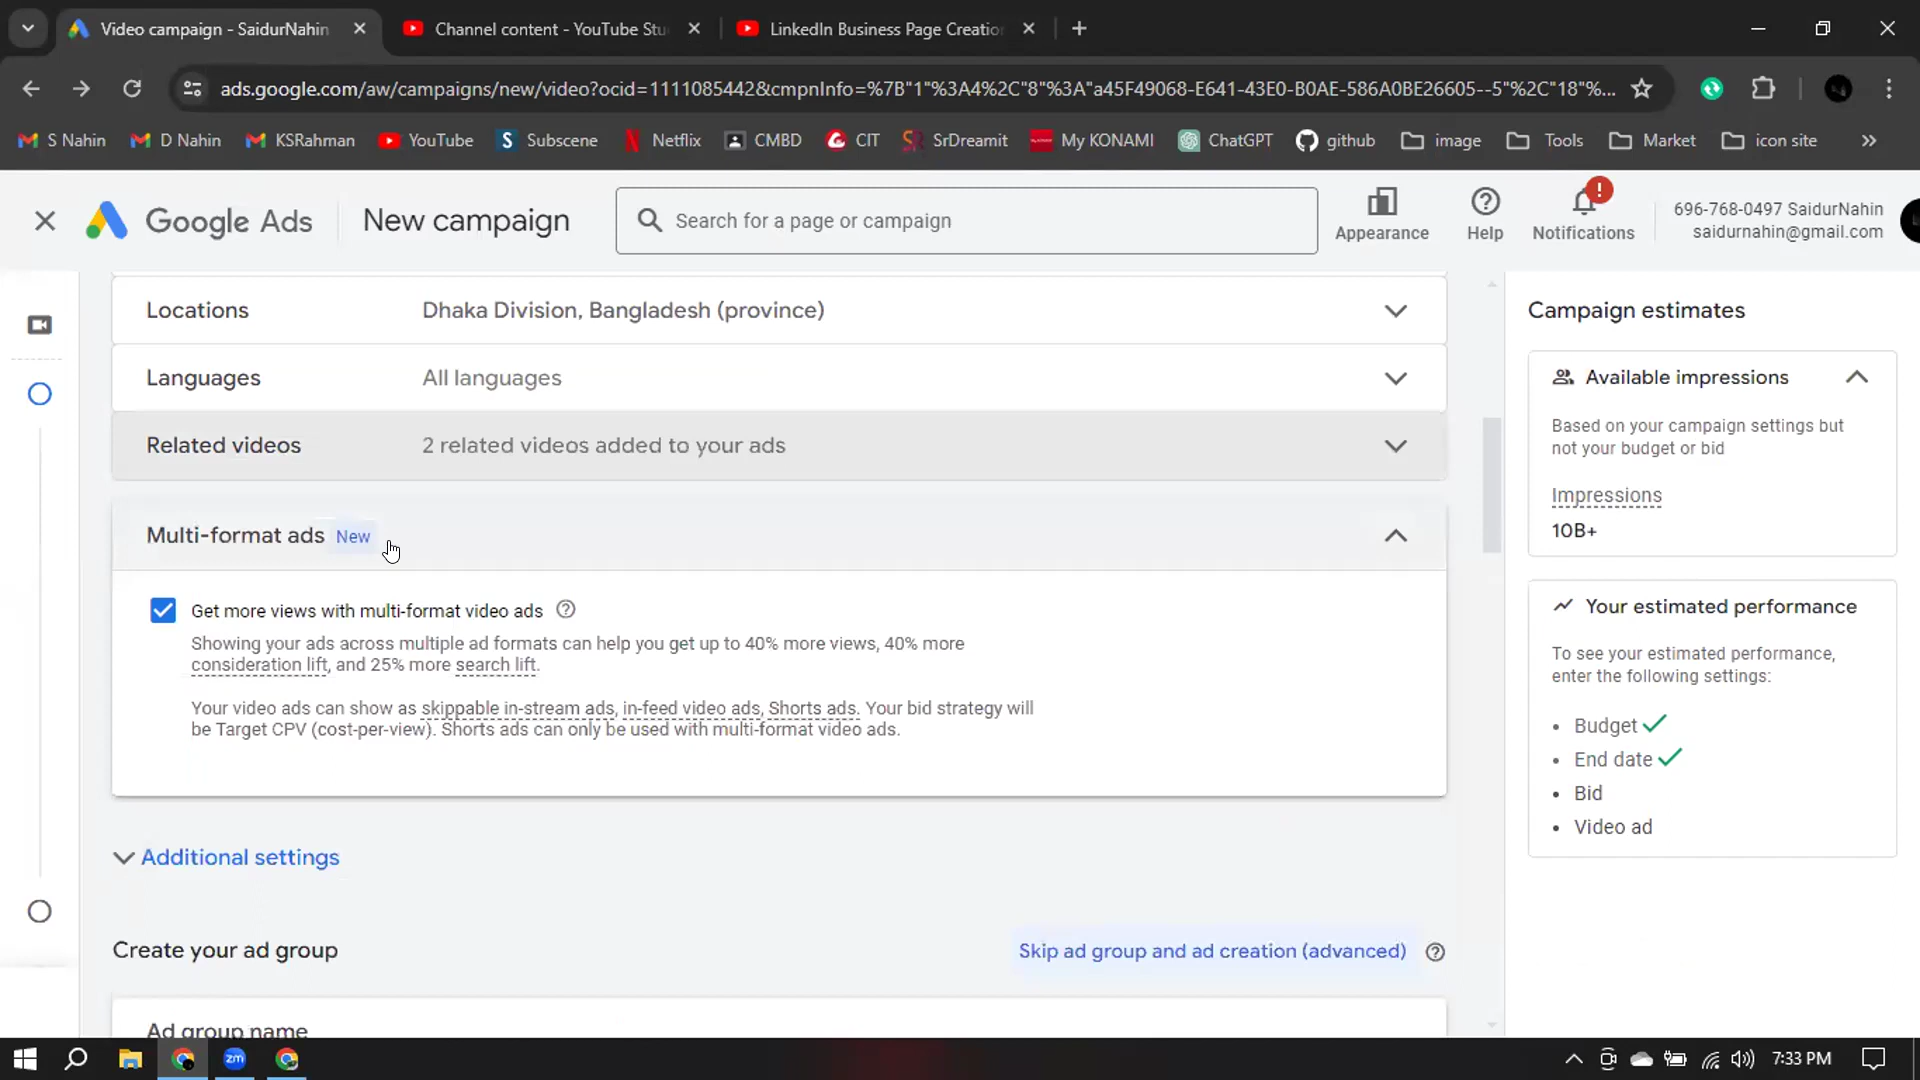 Video campaign - SaidurNahin
Channel content - YouTube Stu
LinkedIn Business Page Creatio
ads.google.com/aw/campaigns/new/video?ocid=1111085442&cmpnInfo=%7B"1"%3A4%2C"8"%3A"a45F49068-E641-43E0-B0AE-586A0BE26605--5"%2C"18"%...
S Nahin
D Nahin
KSRahman
YouTube
Subscene
Netflix
CMBD
CIT
SrDreamit
My KONAMI
ChatGPT
github
image
Tools
Market
icon site
Google Ads
New campaign
Search for a page or campaign
Appearance
Help
Notifications
696-768-0497 SaidurNahin
saidurnahin@gmail.com
Locations
Dhaka Division, Bangladesh (province)
Languages
All languages
Related videos
2 related videos added to your ads
Multi-format ads New
Get more views with multi-format video ads
Showing your ads across multiple ad formats can help you get up to 40% more views, 40% more
consideration lift, and 25% more search lift.
Your video ads can show as skippable in-stream ads, in-feed video ads, Shorts ads. Your bid strategy will
be Target CPV (cost-per-view). Shorts ads can only be used with multi-format video ads.
Additional settings
Create your ad group
Skip ad group and ad creation (advanced)
Ad group name
Campaign estimates
Available impressions
Based on your campaign settings but
not your budget or bid
Impressions
10B+
Your estimated performance
To see your estimated performance,
enter the following settings:
• Budget
• End date
• Bid
• Video ad
zm
7:33 PM